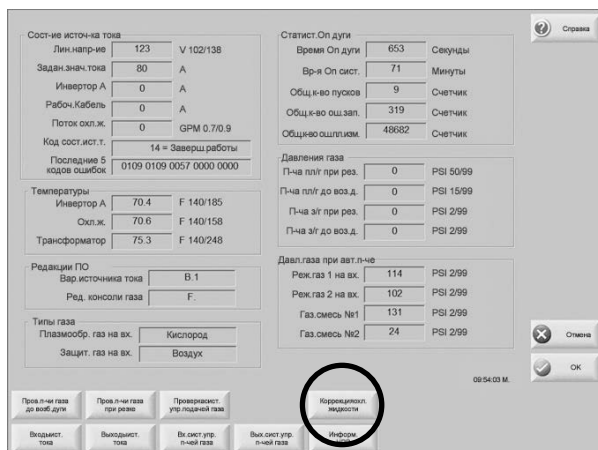 Справка
Сост-ие источ-ка тока
Лин.напр-ие 123 V 102/138
Задан.знач.тока 80 A
Инвертор A 0 A
Рабоч.Кабель 0 A
Поток охл.ж. 0 GPM 0.7/0.9
Код сост.ист.т. 14 = Заверш.работы
Последние 5 кодов ошибок 0109 0109 0057 0000 0000
Температуры
Инвертор A 70.4 F 140/185
Охл.ж. 70.6 F 140/158
Трансформатор 75.3 F 140/248
Редакции ПО
Вар.источника тока B.1
Ред. консоли газа F.
Типы газа
Плазмообр. газ на вх. Кислород
Защит. газ на вх. Воздух
Статист.Оп дуги
Время Оп дуги 653 Секунды
Вр-я Оп сист. 71 Минуты
Общ.к-во пусков 9 Счетчик
Общ.к-во ош.зап. 319 Счетчик
Общ.к-во ошлл.изм. 48682 Счетчик
Давления газа
П-ча пл/г при рез. 0 PSI 50/99
П-ча пл/г до воз.д. 0 PSI 15/99
П-ча з/г при рез. 0 PSI 2/99
П-ча з/г до воз.д. 0 PSI 2/99
Давл.газа при авт.п-че
Реж.газ 1 на вх. 114 PSI 2/99
Реж.газ 2 на вх. 102 PSI 2/99
Газ.смесь №1 131 PSI 2/99
Газ.смесь №2 24 PSI 2/99
Отмена
OK
09:54:03 M.
Пров.п-чи газа до возб.дуги
Пров.п-чи газа при резке
Проверкасист. упр.подачей газа
Коррекцияохл. жидкости
Входыист. тока
Выходыист. тока
Вх.сист.упр. п-чей газа
Вых.сист.упр. п-чей газа
Информ.